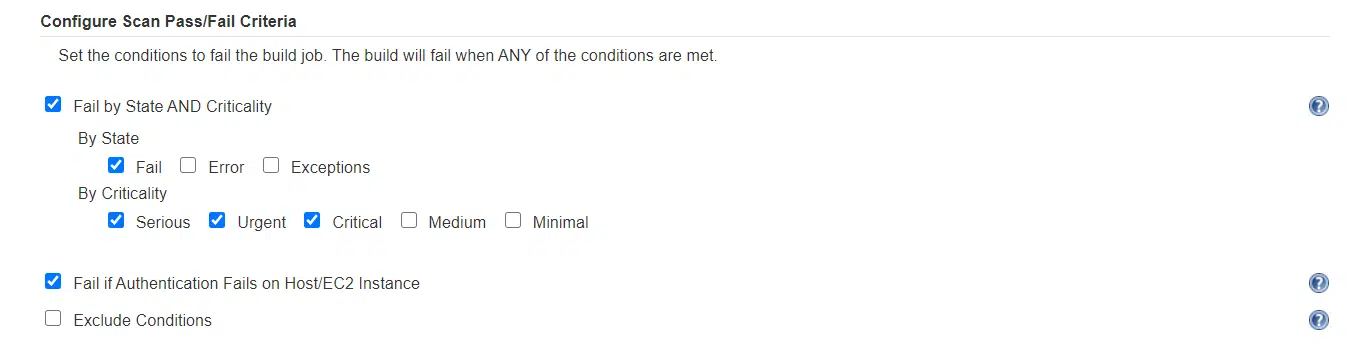 Configure Scan Pass/Fail Criteria
Set the conditions to fail the build job. The build will fail when ANY of the conditions are met.
Fail by State AND Criticality ?
By State
Fail Error Exceptions
By Criticality
Serious Urgent Critical Medium Minimal
Fail if Authentication Fails on Host/EC2 Instance ?
Exclude Conditions ?